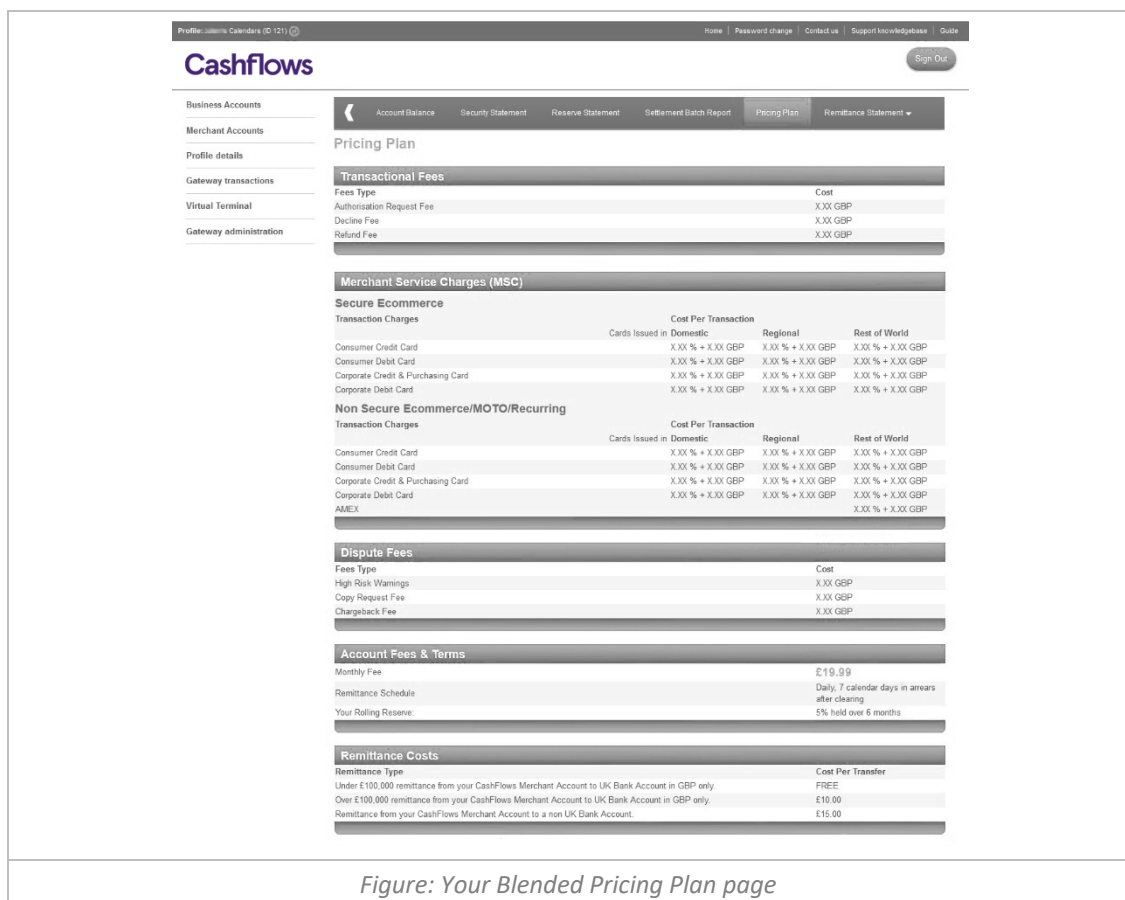 Profile: Calendars (ID 121)
Home | Password change | Contact us | Support knowledgebase | Guide
Cashflows
Sign Out
Business Accounts
Merchant Accounts
Profile details
Gateway transactions
Virtual Terminal
Gateway administration
Account Balance Security Statement Reserve Statement Settlement Batch Report Pricing Plan Remittance Statement
Pricing Plan
Transactional Fees
Fees Type Cost
Authorisation Request Fee X.XX GBP
Decline Fee X.XX GBP
Refund Fee X.XX GBP
Merchant Service Charges (MSC)
Secure Ecommerce
Transaction Charges Cost Per Transaction
Cards Issued in Domestic Regional Rest of World
Consumer Credit Card X.XX % + X.XX GBP X.XX % + X.XX GBP X.XX % + X.XX GBP
Consumer Debit Card X.XX % + X.XX GBP X.XX % + X.XX GBP X.XX % + X.XX GBP
Corporate Credit & Purchasing Card X.XX % + X.XX GBP X.XX % + X.XX GBP X.XX % + X.XX GBP
Corporate Debit Card X.XX % + X.XX GBP X.XX % + X.XX GBP X.XX % + X.XX GBP
Non Secure Ecommerce/MOTO/Recurring
Transaction Charges Cost Per Transaction
Cards Issued in Domestic Regional Rest of World
Consumer Credit Card X.XX % + X.XX GBP X.XX % + X.XX GBP X.XX % + X.XX GBP
Consumer Debit Card X.XX % + X.XX GBP X.XX % + X.XX GBP X.XX % + X.XX GBP
Corporate Credit & Purchasing Card X.XX % + X.XX GBP X.XX % + X.XX GBP X.XX % + X.XX GBP
Corporate Debit Card X.XX % + X.XX GBP X.XX % + X.XX GBP X.XX % + X.XX GBP
AMEX X.XX % + X.XX GBP
Dispute Fees
Fees Type Cost
High Risk Warnings X.XX GBP
Copy Request Fee X.XX GBP
Chargeback Fee X.XX GBP
Account Fees & Terms
Monthly Fee £19.99
Remittance Schedule Daily, 7 calendar days in arrears
after clearing
Your Rolling Reserve: 5% held over 6 months
Remittance Costs
Remittance Type Cost Per Transfer
Under £100,000 remittance from your CashFlows Merchant Account to UK Bank Account in GBP only. FREE
Over £100,000 remittance from your CashFlows Merchant Account to UK Bank Account in GBP only. £10.00
Remittance from your CashFlows Merchant Account to a non UK Bank Account. £15.00
Figure: Your Blended Pricing Plan page